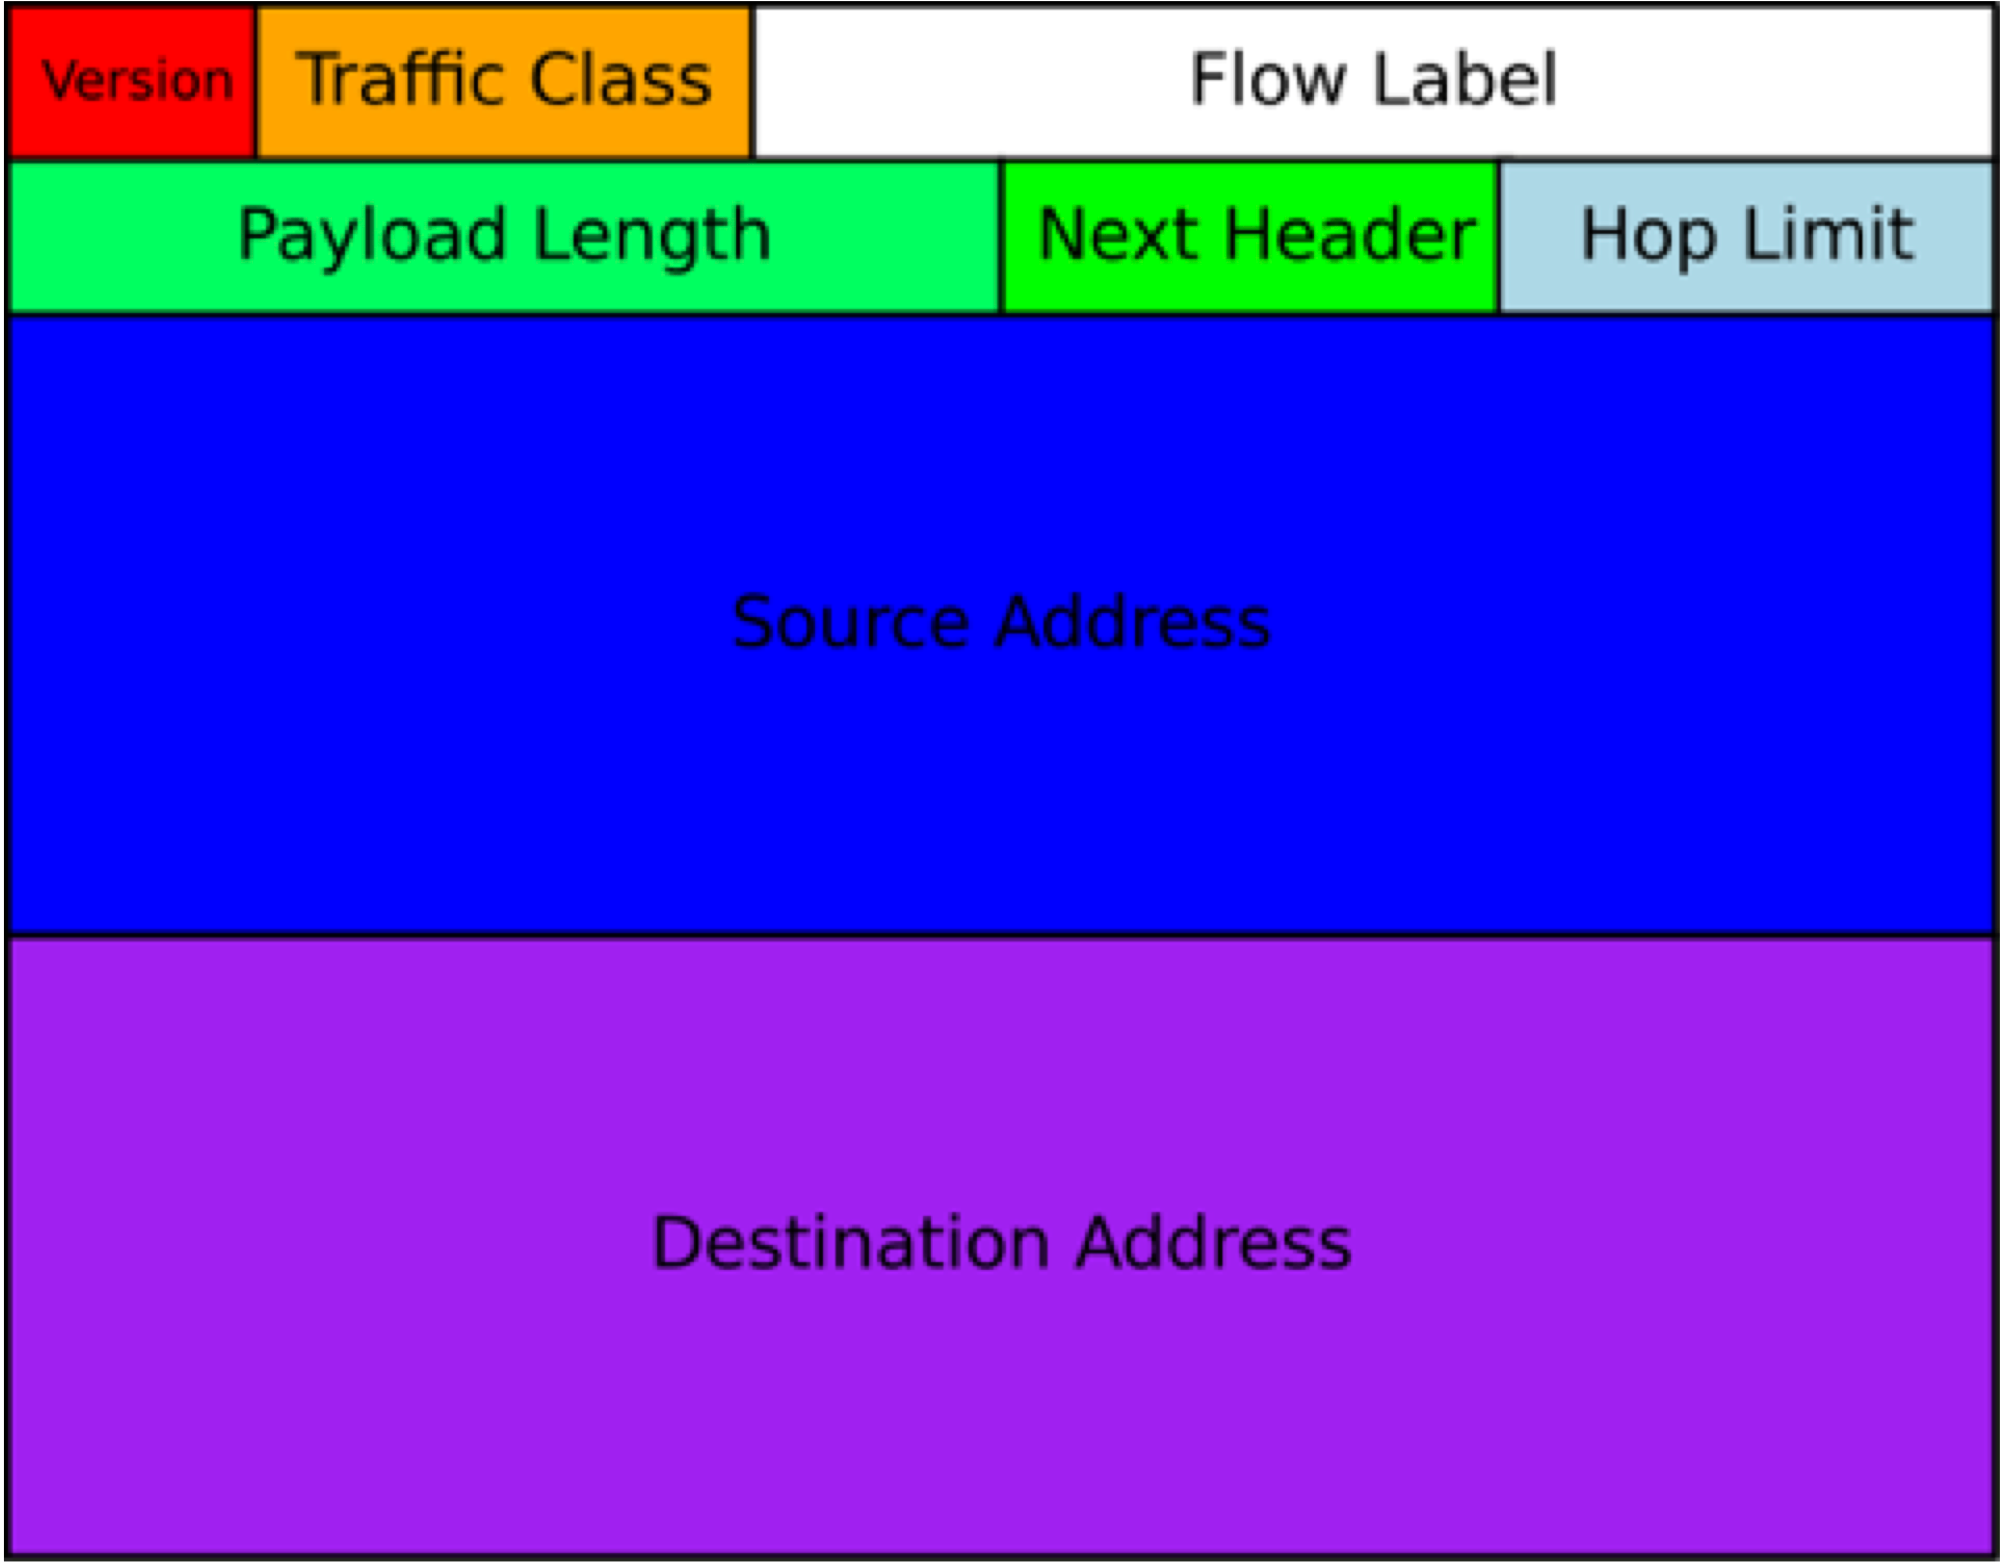 Version Traffic Class Flow Label
Payload Length Next Header Hop Limit
Source Address
Destination Address